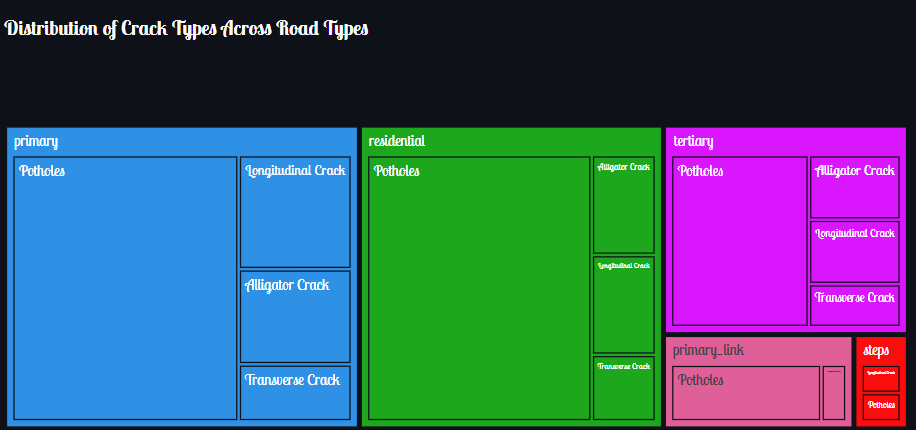 Distribution of Crack Types Across Road Types
primary
Potholes
Longitudinal Crack
Alligator Crack
Transverse Crack
residential
Potholes
Alligator Crack
Longitudinal Crack
Transverse Crack
tertiary
Potholes
Alligator Crack
Longitudinal Crack
Transverse Crack
primary_link
Potholes
steps
Longitudinal Crack
Potholes